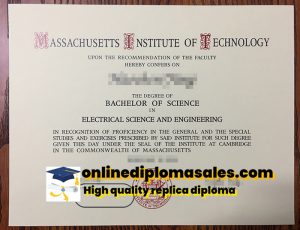 MASSACHUSETTS INSTITUTE OF TECHNOLOGY
UPON THE RECOMMENDATION OF THE FACULTY
HEREBY CONFERS ON
THE DEGREE OF
BACHELOR OF SCIENCE
IN
ELECTRICAL SCIENCE AND ENGINEERING
IN RECOGNITION OF PROFICIENCY IN THE GENERAL AND THE SPECIAL
STUDIES AND EXERCISES PRESCRIBED BY SAID INSTITUTE FOR SUCH DEGREE
GIVEN THIS DAY UNDER THE SEAL OF THE INSTITUTE AT CAMBRIDGE
IN THE COMMONWEALTH OF MASSACHUSETTS
onlinediplomasales.com
High quality replica diploma